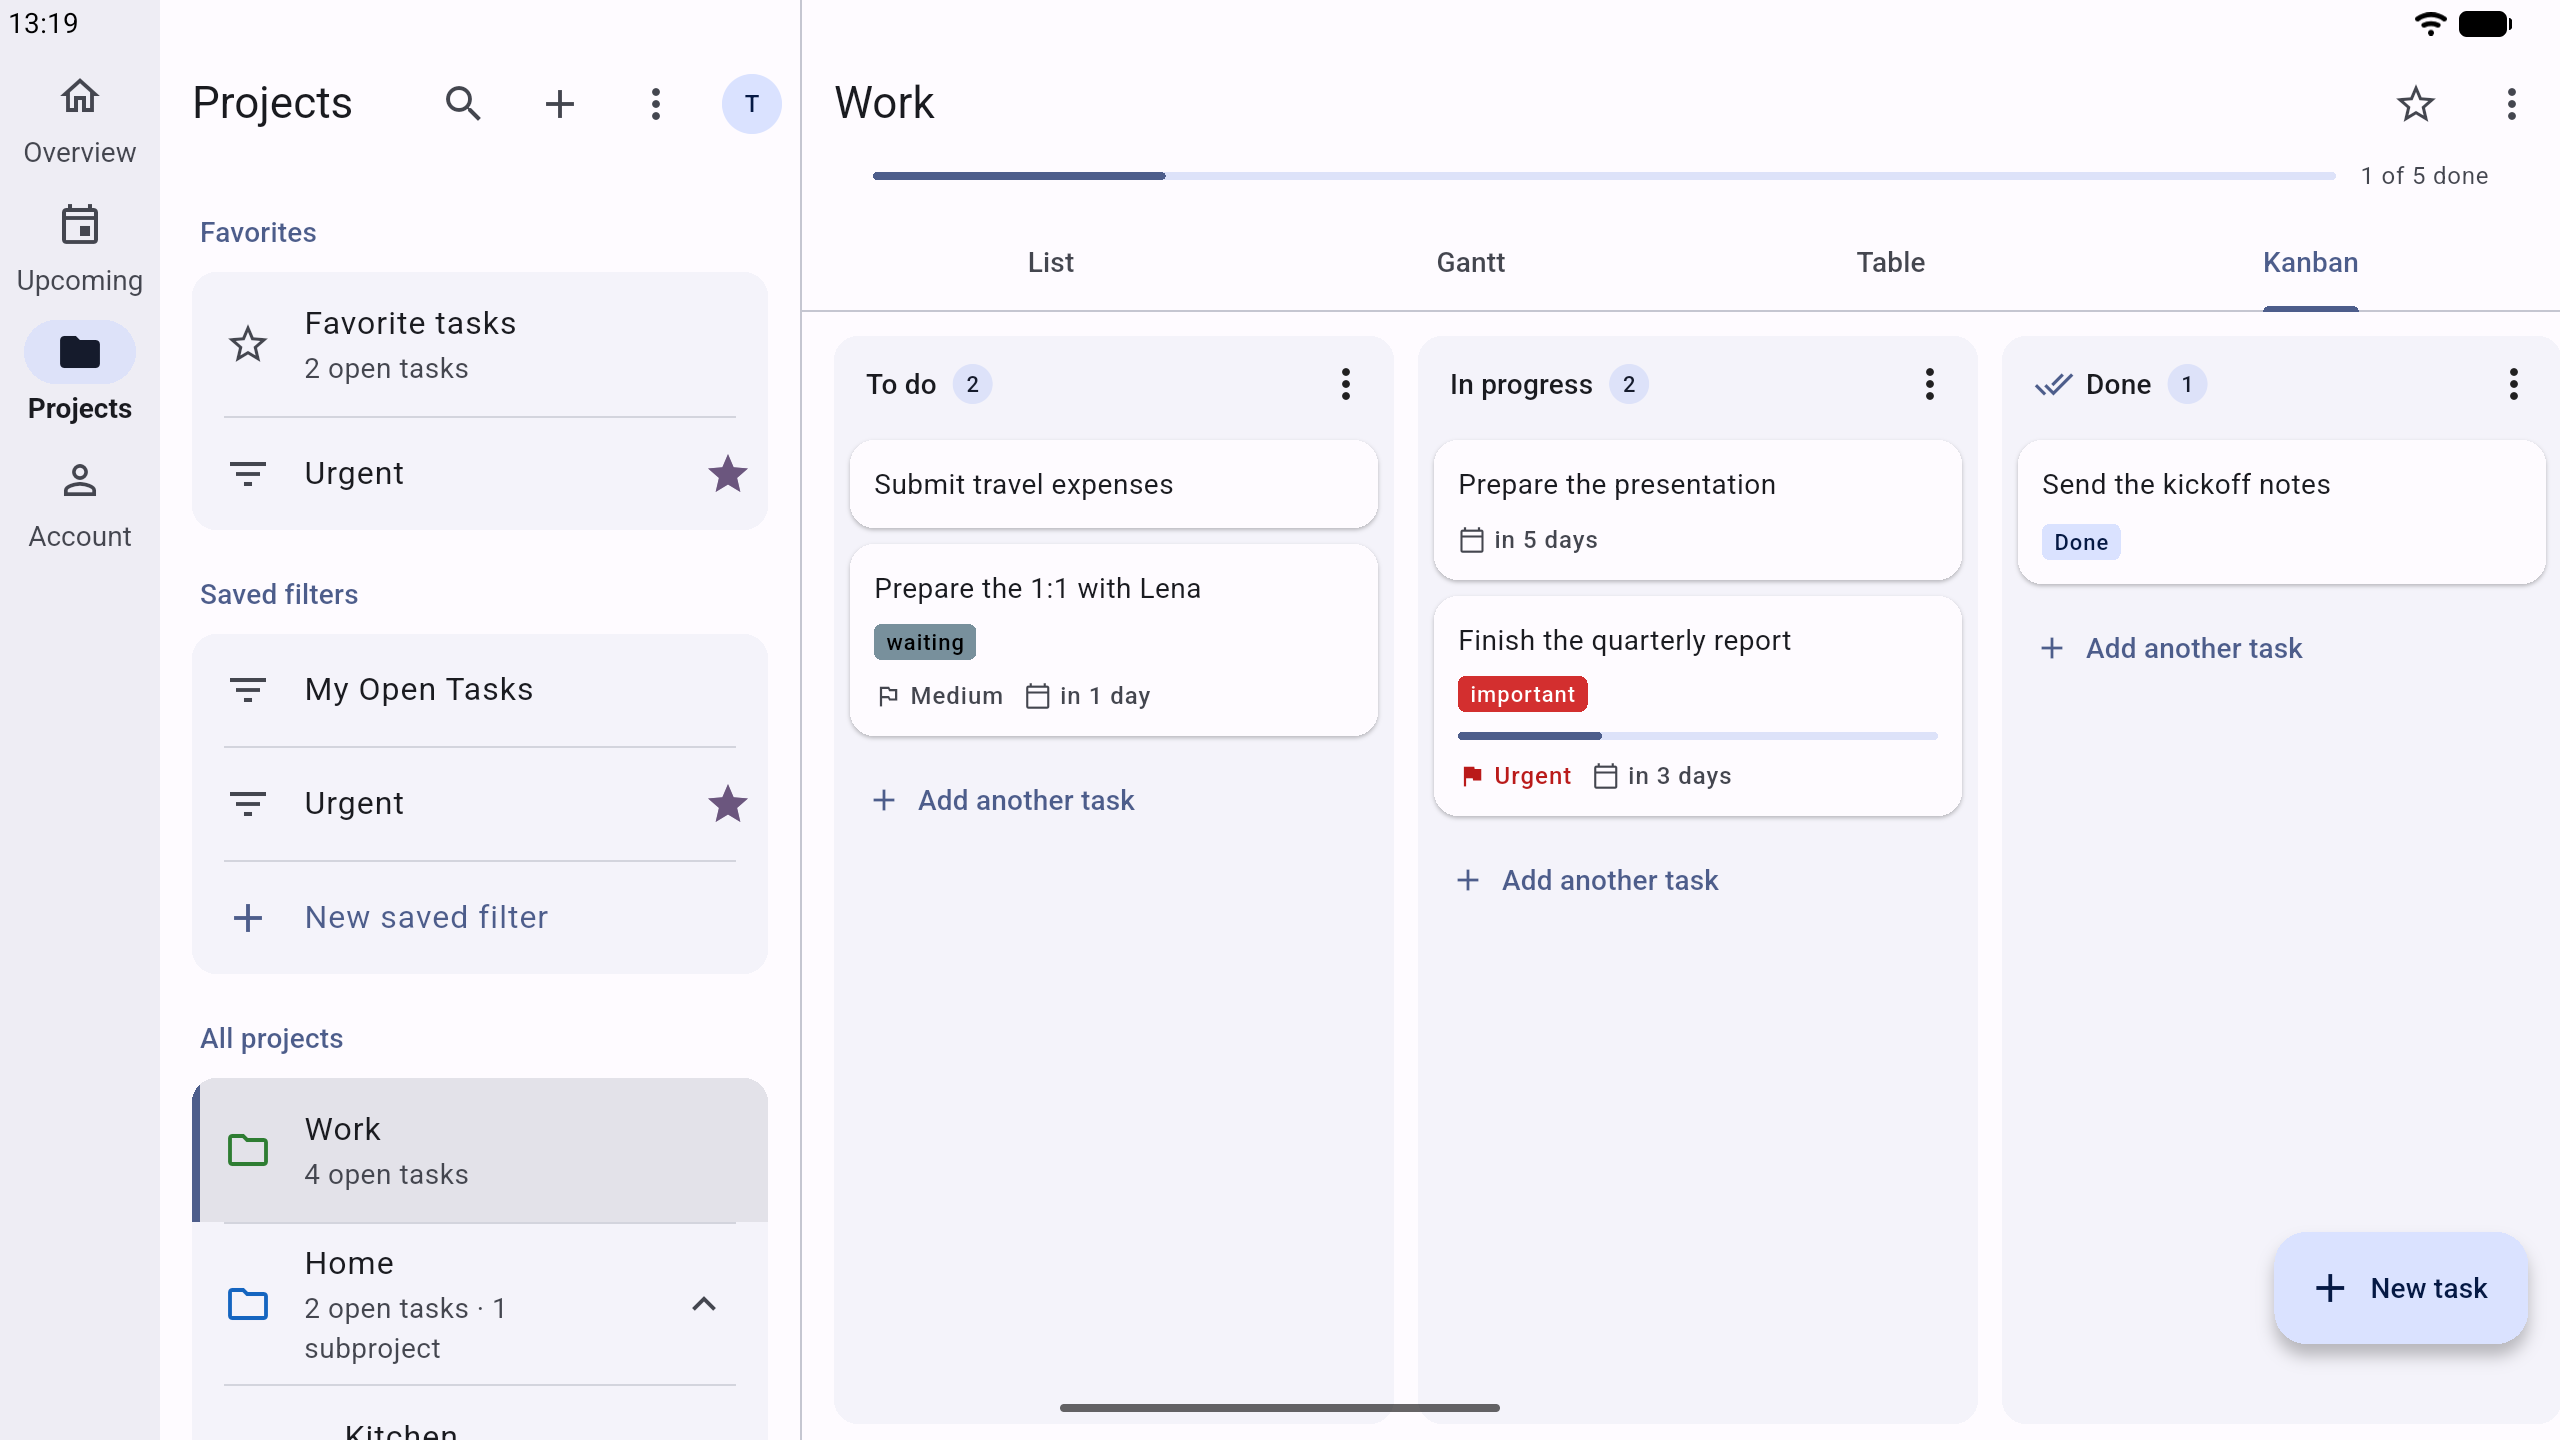 13:19
Overview
Upcoming
Projects
Account
Projects
T
Favorites
Favorite tasks
2 open tasks
Urgent
Saved filters
My Open Tasks
Urgent
New saved filter
All projects
Work
4 open tasks
Home
2 open tasks · 1
subproject
Kitchen
Work
1 of 5 done
List
Gantt
Table
Kanban
To do 2
Submit travel expenses
Prepare the 1:1 with Lena
waiting
Medium in 1 day
Add another task
In progress 2
Prepare the presentation
in 5 days
Finish the quarterly report
important
Urgent in 3 days
Add another task
Done 1
Send the kickoff notes
Done
Add another task
New task